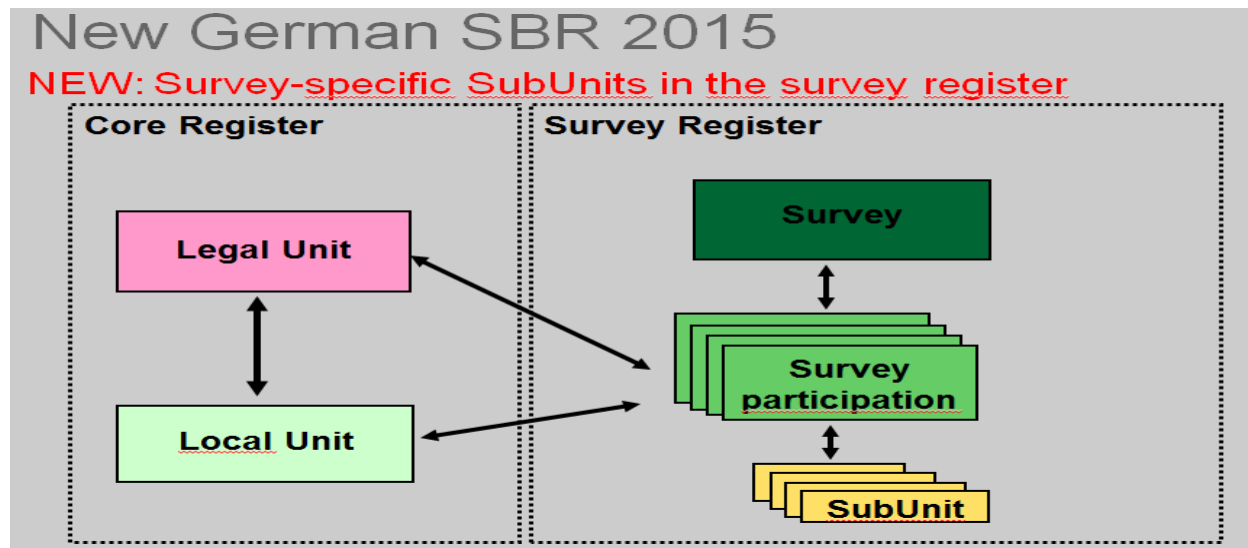 New German SBR 2015
NEW: Survey-specific SubUnits in the survey register
Core Register
Survey Register
Legal Unit
Local Unit
Survey
Survey
participation
SubUnit